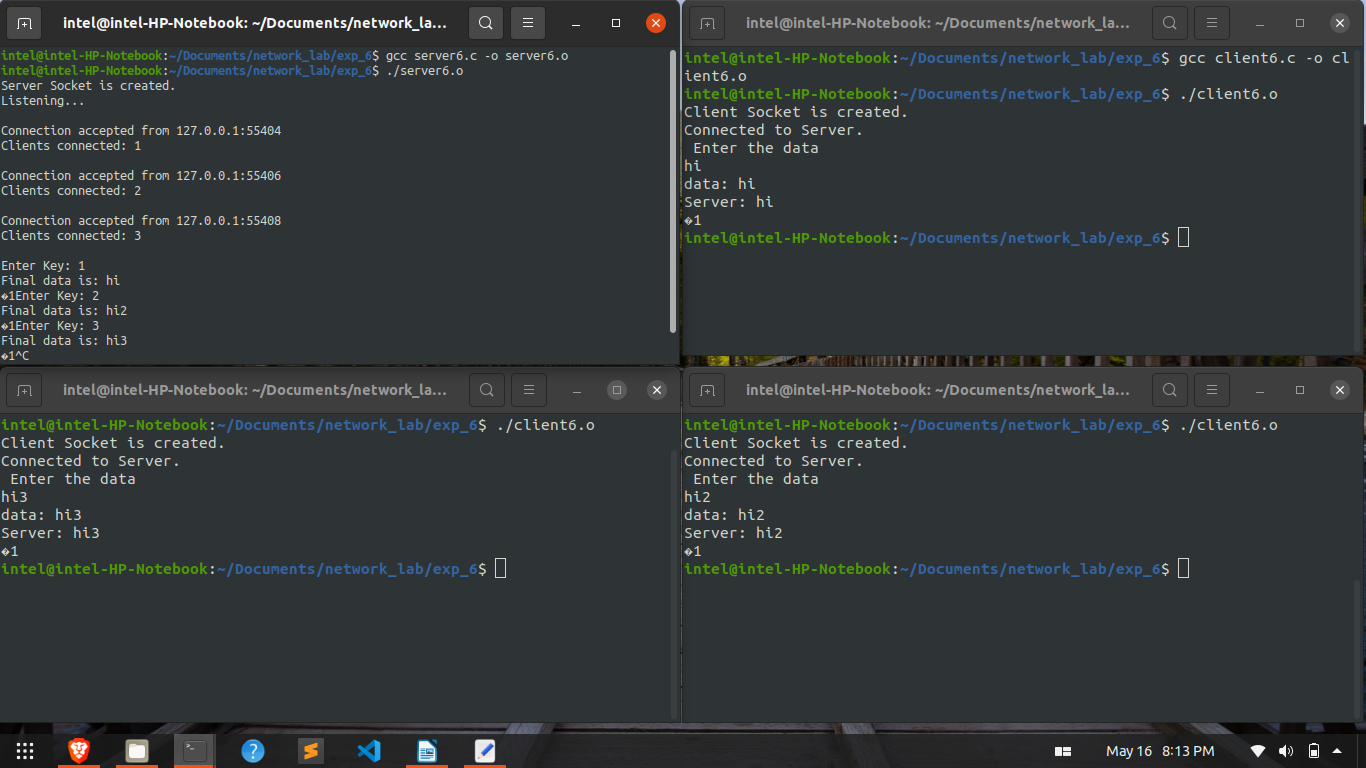 intel@intel-HP-Notebook: ~/Documents/network_la...
intel@intel-HP-Notebook:~/Documents/network_lab/exp_6$ gcc server6.c -o server6.o
intel@intel-HP-Notebook:~/Documents/network_lab/exp_6$ ./server6.o
Server Socket is created.
Listening...
Connection accepted from 127.0.0.1:55404
Clients connected: 1
Connection accepted from 127.0.0.1:55406
Clients connected: 2
Connection accepted from 127.0.0.1:55408
Clients connected: 3
Enter Key: 1
Final data is: hi
�1Enter Key: 2
Final data is: hi2
�1Enter Key: 3
Final data is: hi3
�1^C
intel@intel-HP-Notebook: ~/Documents/network_la...
intel@intel-HP-Notebook:~/Documents/network_lab/exp_6$ gcc client6.c -o cl
ient6.o
intel@intel-HP-Notebook:~/Documents/network_lab/exp_6$ ./client6.o
Client Socket is created.
Connected to Server.
Enter the data
hi
data: hi
Server: hi
�1
intel@intel-HP-Notebook:~/Documents/network_lab/exp_6$
intel@intel-HP-Notebook: ~/Documents/network_la...
intel@intel-HP-Notebook:~/Documents/network_lab/exp_6$ ./client6.o
Client Socket is created.
Connected to Server.
Enter the data
hi3
data: hi3
Server: hi3
�1
intel@intel-HP-Notebook:~/Documents/network_lab/exp_6$
intel@intel-HP-Notebook: ~/Documents/network_la...
intel@intel-HP-Notebook:~/Documents/network_lab/exp_6$ ./client6.o
Client Socket is created.
Connected to Server.
Enter the data
hi2
data: hi2
Server: hi2
�1
intel@intel-HP-Notebook:~/Documents/network_lab/exp_6$
May 16 8:13 PM